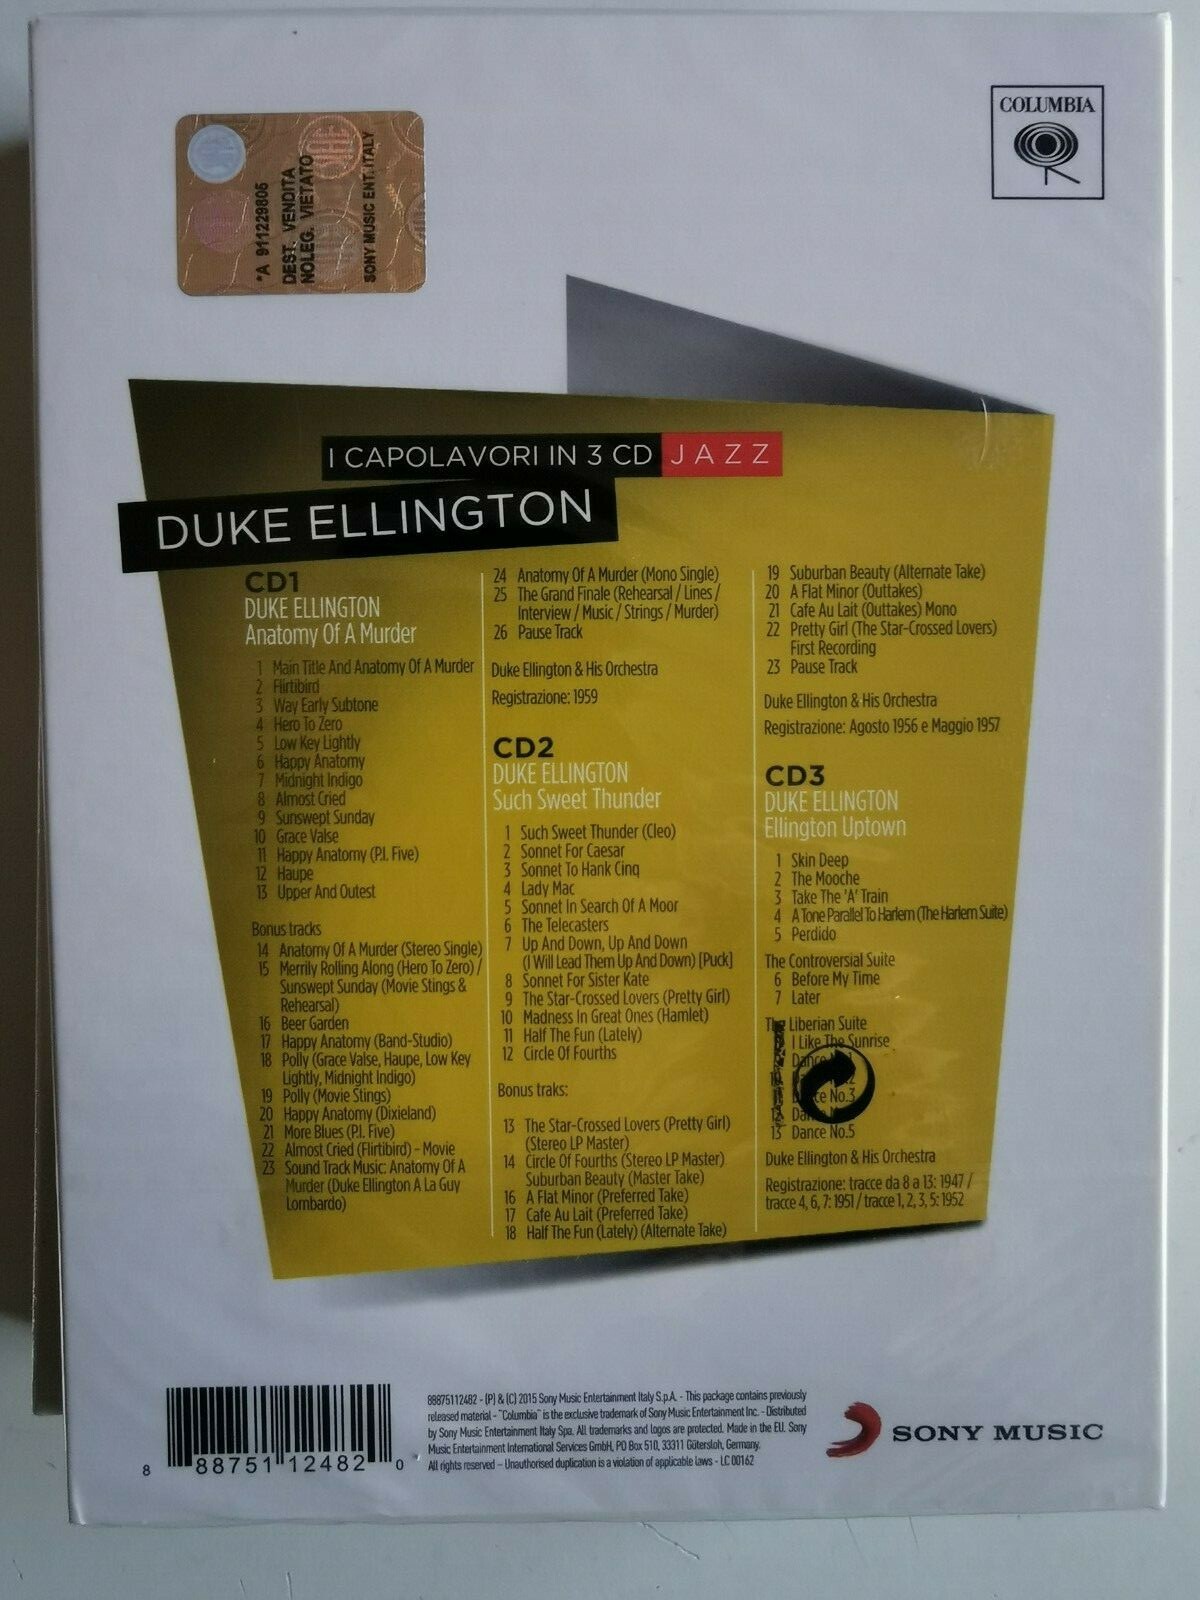 COLUMBIA
*A 911229805
DEST. VENDITA
NOLEG. VIETATO
SONY MUSIC ENT. ITALY
I CAPOLAVORI IN 3 CD JAZZ
DUKE ELLINGTON
CD1
DUKE ELLINGTON
Anatomy Of A Murder
1 Main Title And Anatomy Of A Murder
2 Flirtibird
3 Way Early Subtone
4 Hero To Zero
5 Low Key Lightly
6 Happy Anatomy
7 Midnight Indigo
8 Almost Cried
9 Sunswept Sunday
10 Grace Valse
11 Happy Anatomy (P.I. Five)
12 Haupe
13 Upper And Outest
Bonus tracks
14 Anatomy Of A Murder (Stereo Single)
15 Merrily Rolling Along (Hero To Zero) /
Sunswept Sunday (Movie Stings &
Rehearsal)
16 Beer Garden
17 Happy Anatomy (Band-Studio)
18 Polly (Grace Valse, Haupe, Low Key
Lightly, Midnight Indigo)
19 Polly (Movie Stings)
20 Happy Anatomy (Dixieland)
21 More Blues (P.I. Five)
22 Almost Cried (Flirtibird) - Movie
23 Sound Track Music: Anatomy Of A
Murder (Duke Ellington A La Guy
Lombardo)
24 Anatomy Of A Murder (Mono Single)
25 The Grand Finale (Rehearsal / Lines /
Interview / Music / Strings / Murder)
26 Pause Track
Duke Ellington & His Orchestra
Registrazione: 1959
CD2
DUKE ELLINGTON
Such Sweet Thunder
1 Such Sweet Thunder (Cleo)
2 Sonnet For Caesar
3 Sonnet To Hank Cinq
4 Lady Mac
5 Sonnet In Search Of A Moor
6 The Telecasters
7 Up And Down, Up And Down
(I Will Lead Them Up And Down) [Puck]
8 Sonnet For Sister Kate
9 The Star-Crossed Lovers (Pretty Girl)
10 Madness In Great Ones (Hamlet)
11 Half The Fun (Lately)
12 Circle Of Fourths
Bonus traks:
13 The Star-Crossed Lovers (Pretty Girl)
(Stereo LP Master)
14 Circle Of Fourths (Stereo LP Master)
Suburban Beauty (Master Take)
16 A Flat Minor (Preferred Take)
17 Cafe Au Lait (Preferred Take)
18 Half The Fun (Lately) (Alternate Take)
19 Suburban Beauty (Alternate Take)
20 A Flat Minor (Outtakes)
21 Cafe Au Lait (Outtakes) Mono
22 Pretty Girl (The Star-Crossed Lovers)
First Recording
23 Pause Track
Duke Ellington & His Orchestra
Registrazione: Agosto 1956 e Maggio 1957
CD3
DUKE ELLINGTON
Ellington Uptown
1 Skin Deep
2 The Mooche
3 Take The 'A' Train
4 A Tone Parallel To Harlem (The Harlem Suite)
5 Perdido
The Controversial Suite
6 Before My Time
7 Later
The Liberian Suite
I Like The Sunrise
Dance
No.3
13 Dance No.5
Duke Ellington & His Orchestra
Registrazione: tracce da 8 a 13: 1947 /
tracce 4, 6, 7: 1951 / tracce 1, 2, 3, 5: 1952
8 88751 12482 0
88875112482 - (P) & (C) 2015 Sony Music Entertainment Italy S.p.A. - This package contains previously
released material - "Columbia" is the exclusive trademark of Sony Music Entertainment Inc. - Distributed
by Sony Music Entertainment Italy Spa. All trademarks and logos are protected. Made in the EU. Sony
Music Entertainment International Services GmbH, PO Box 510, 33311 Gütersloh, Germany.
All rights reserved – Unauthorised duplication is a violation of applicable laws - LC 00162
SONY MUSIC